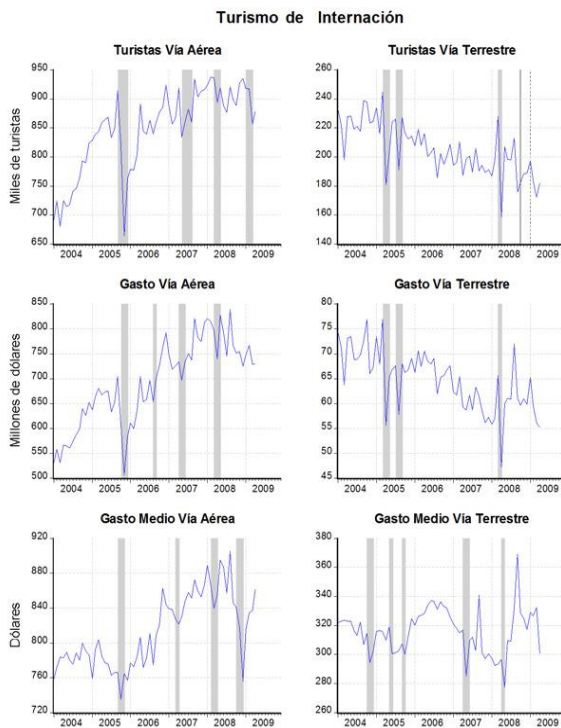 Turismo de Internación
Turistas Vía Aérea
Miles de turistas
950
900
850
800
750
700
650
2004 2005 2006 2007 2008 2009
Turistas Vía Terrestre
260
240
220
200
180
160
140
2004 2005 2006 2007 2008 2009
Gasto Vía Aérea
Millones de dólares
850
800
750
700
650
600
550
500
2004 2005 2006 2007 2008 2009
Gasto Vía Terrestre
80
75
70
65
60
55
50
45
2004 2005 2006 2007 2008 2009
Gasto Medio Vía Aérea
Dólares
920
880
840
800
760
720
2004 2005 2006 2007 2008 2009
Gasto Medio Vía Terrestre
380
360
340
320
300
280
260
2004 2005 2006 2007 2008 2009